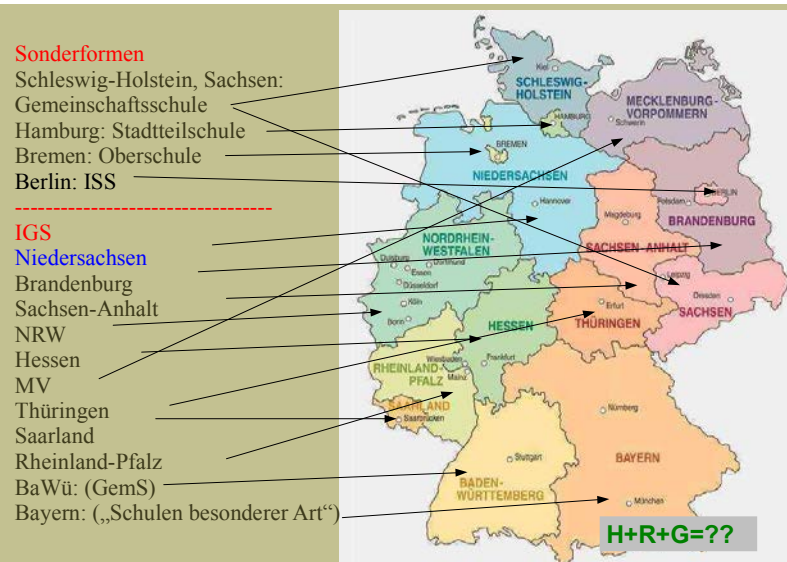 Sonderformen
Schleswig-Holstein, Sachsen:
Gemeinschaftsschule
Hamburg: Stadtteilschule
Bremen: Oberschule
Berlin: ISS
---------------------------------
IGS
Niedersachsen
Brandenburg
Sachsen-Anhalt
NRW
Hessen
MV
Thüringen
Saarland
Rheinland-Pfalz
BaWü: (GemS)
Bayern: („Schulen besonderer Art“)
Kiel
SCHLESWIG-
HOLSTEIN
MECKLENBURG-
VORPOMMERN
HAMBURG
Schwerin
BREMEN
NIEDERSACHSEN
BERLIN
Hannover
Potsdam
BRANDENBURG
Magdeburg
NORDRHEIN-
WESTFALEN
SACHSEN-ANHALT
Duisburg
Dortmund
Essen
Düsseldorf
Leipzig
Köln
Erfurt
Dresden
SACHSEN
Bonn
HESSEN
THÜRINGEN
Wiesbaden
Frankfurt
RHEINLAND-
PFALZ
Mainz
SAARLAND
Saarbrücken
Nürnberg
Stuttgart
BAYERN
BADEN-
WÜRTTEMBERG
München
H+R+G=??